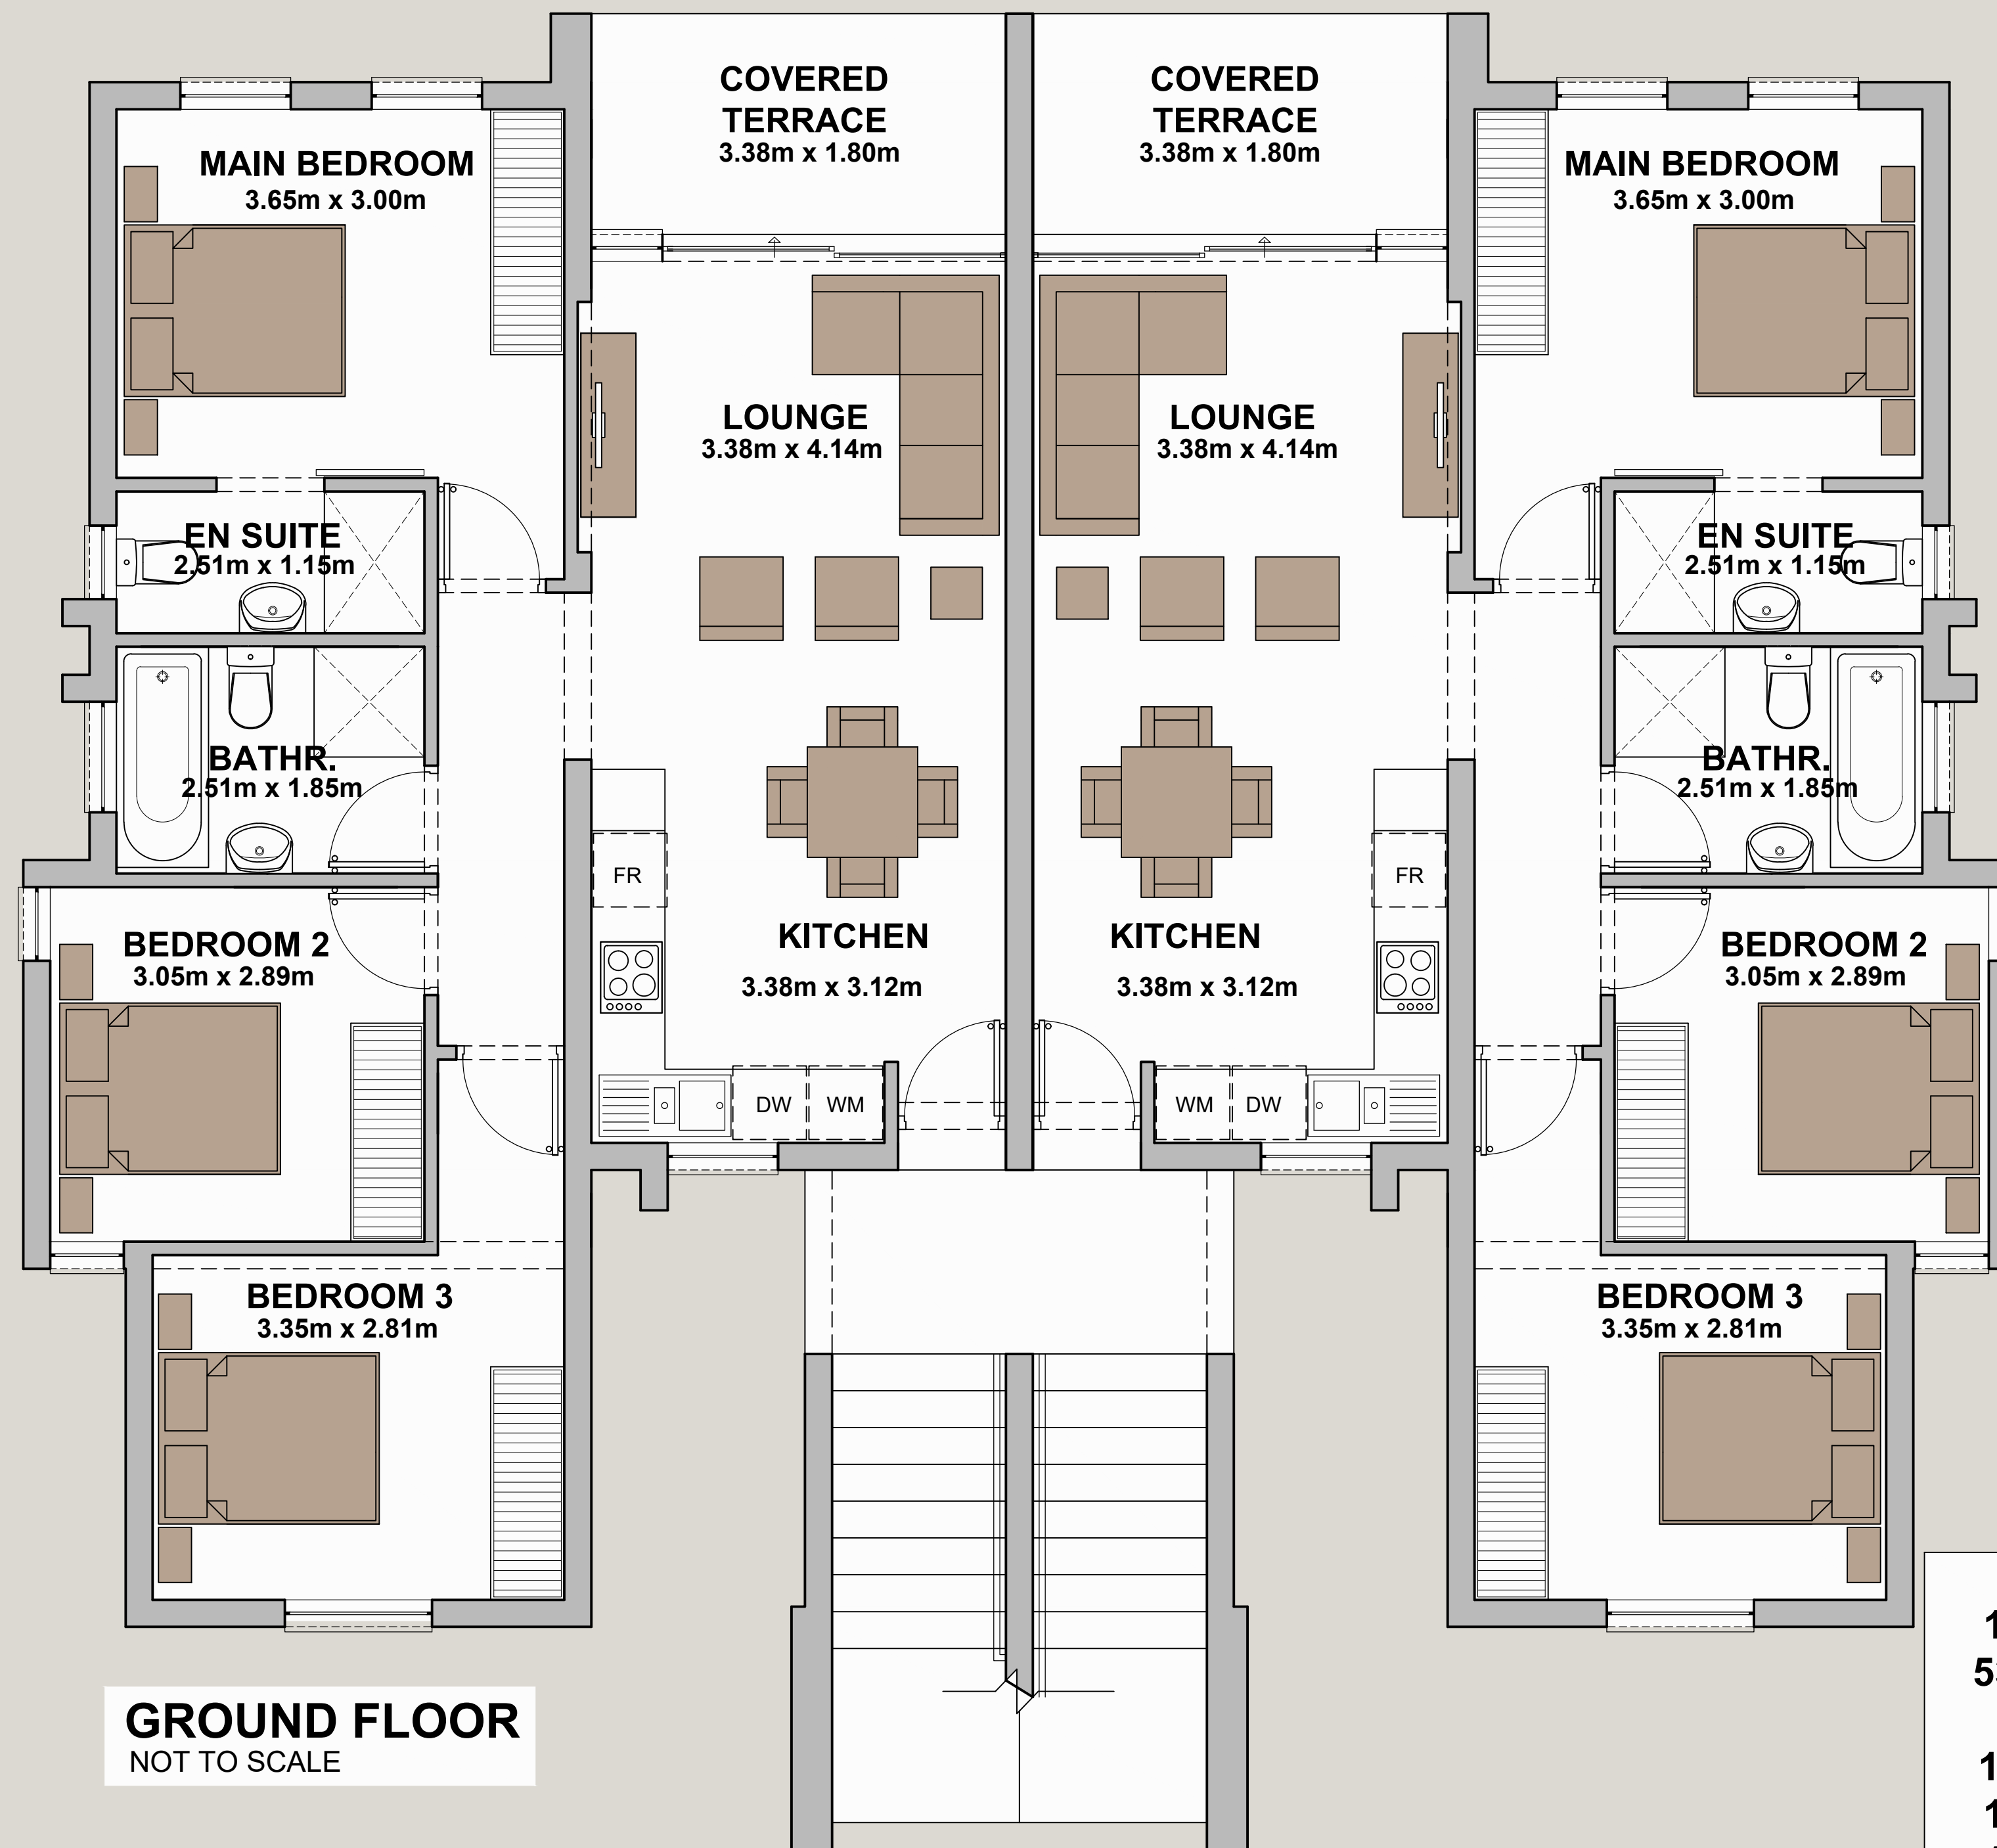 COVERED
TERRACE
3.38m x 1.80m
COVERED
TERRACE
3.38m x 1.80m
MAIN BEDROOM
3.65m x 3.00m
MAIN BEDROOM
3.65m x 3.00m
LOUNGE
3.38m x 4.14m
LOUNGE
3.38m x 4.14m
EN SUITE
2.51m x 1.15m
EN SUITE
2.51m x 1.15m
BATHR.
2.51m x 1.85m
BATHR.
2.51m x 1.85m
FR
FR
KITCHEN
3.38m x 3.12m
KITCHEN
3.38m x 3.12m
BEDROOM 2
3.05m x 2.89m
BEDROOM 2
3.05m x 2.89m
DW
WM
WM
DW
BEDROOM 3
3.35m x 2.81m
BEDROOM 3
3.35m x 2.81m
GROUND FLOOR
NOT TO SCALE